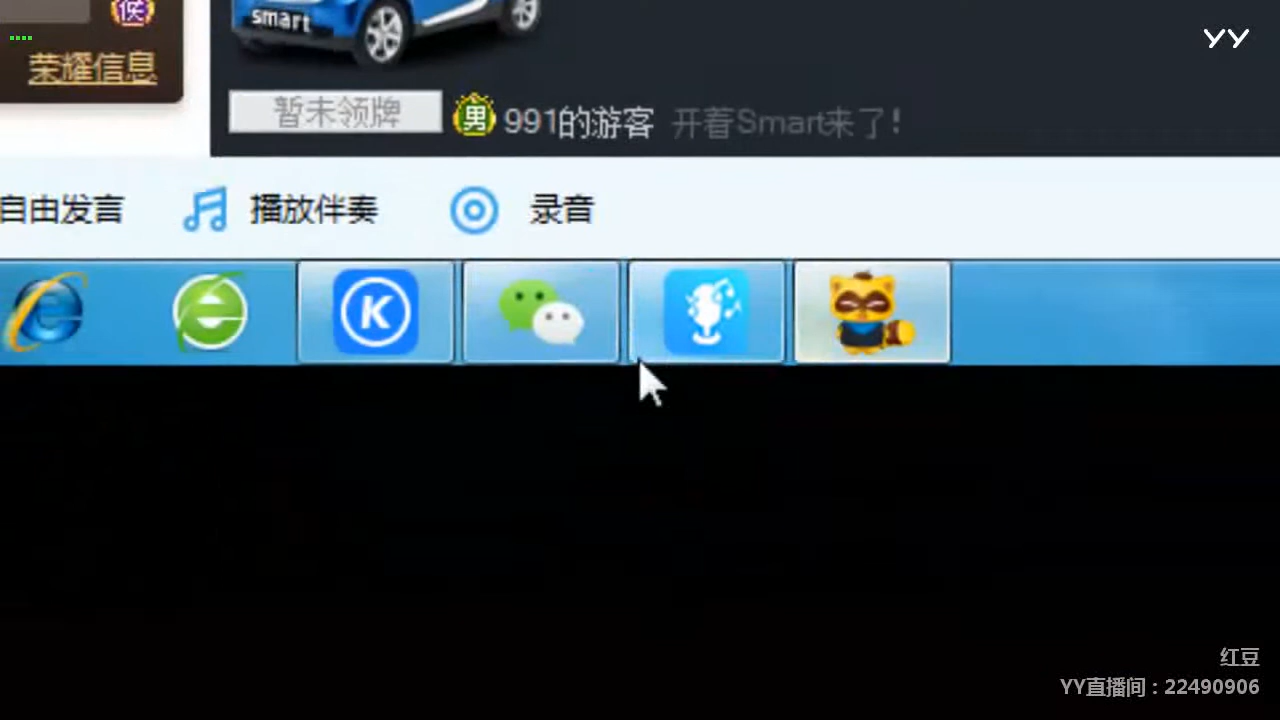 侯
smart
YY
荣耀信息
暂未领牌 男 991的游客 开着Smart来了!
自由发言 播放伴奏 录音
K
红豆
YY直播间:22490906